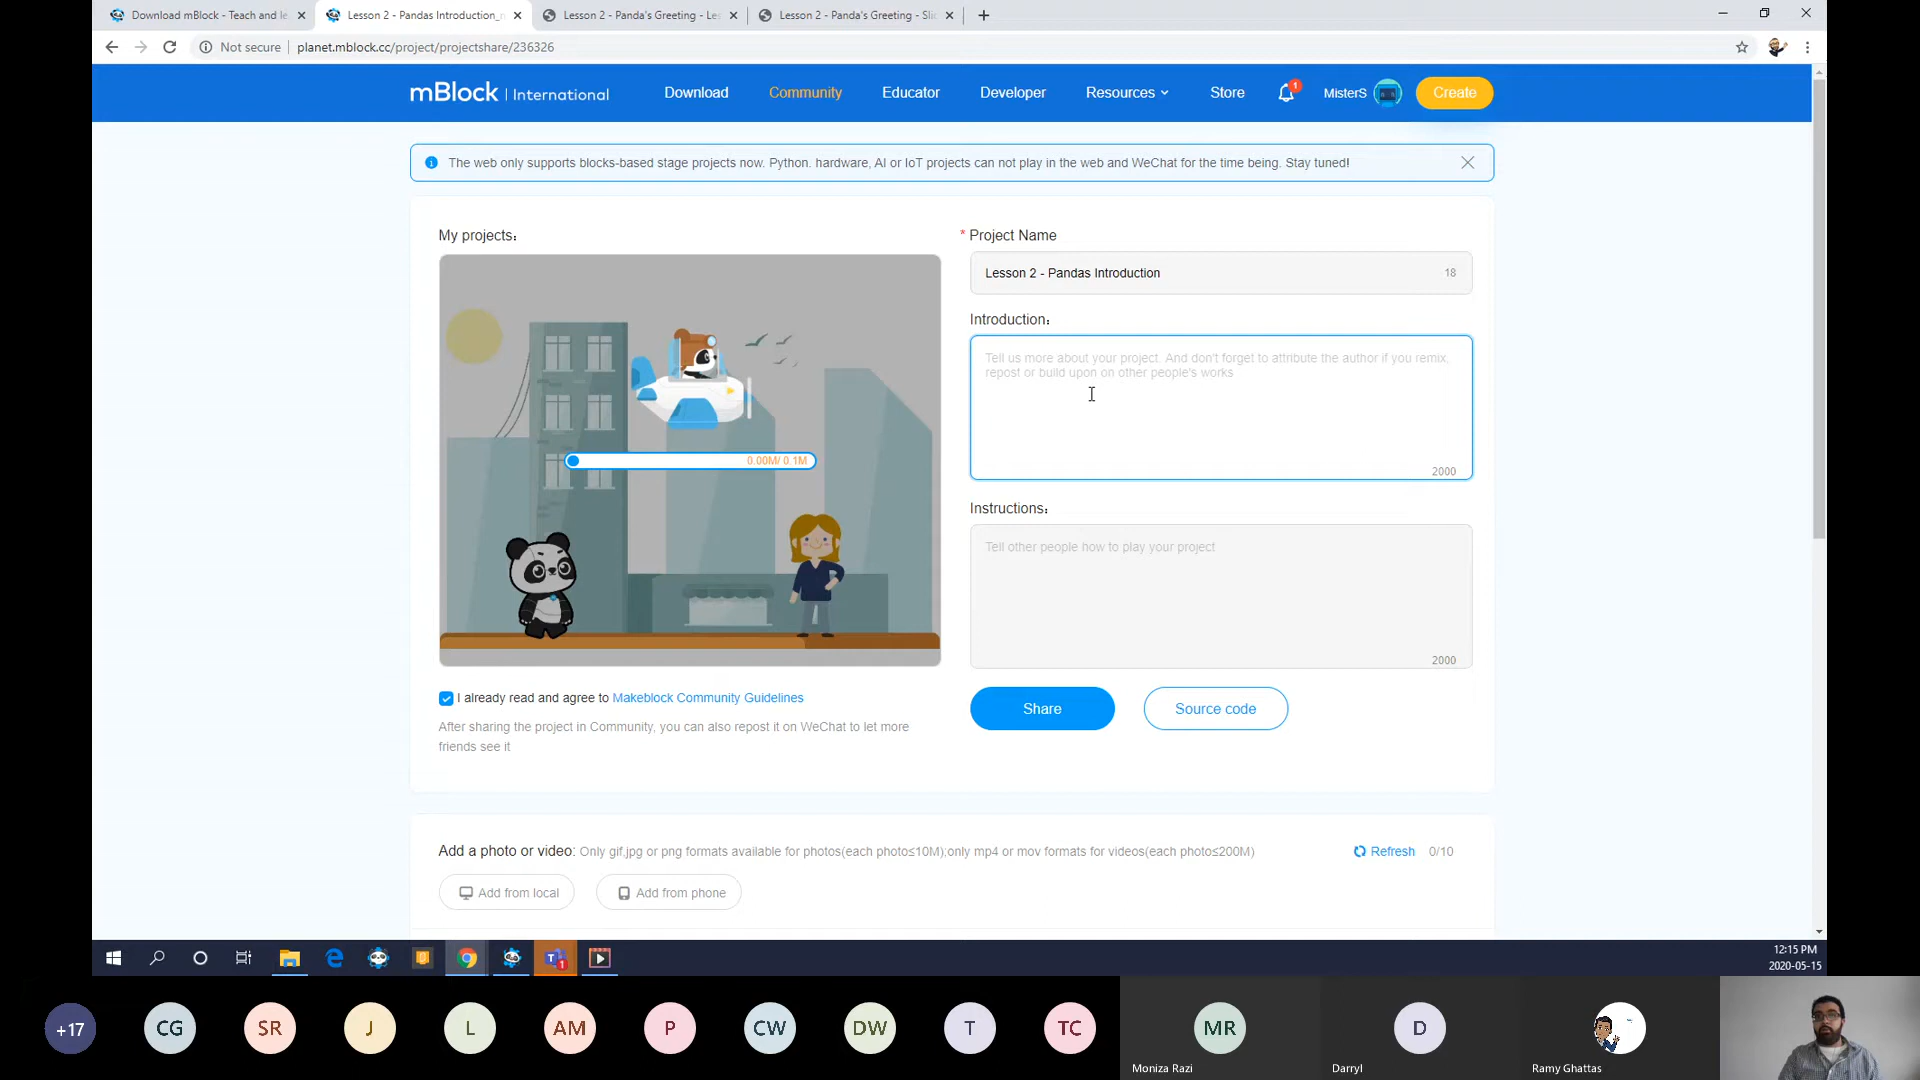 Download mBlock - Teach and le
Lesson 2 - Pandas Introduction_
Lesson 2 - Panda's Greeting - Les
Lesson 2 - Panda's Greeting - Slid
Not secure | planet.mblock.cc/project/projectshare/236326
mBlock | International
Download
Community
Educator
Developer
Resources
Store
1
MisterS
Create
The web only supports blocks-based stage projects now. Python. hardware, AI or IoT projects can not play in the web and WeChat for the time being. Stay tuned!
My projects:
0.00M/ 0.1M
* Project Name
Lesson 2 - Pandas Introduction
18
Introduction:
Tell us more about your project. And don't forget to attribute the author if you remix,
repost or build upon on other people's works
2000
Instructions:
Tell other people how to play your project
2000
I already read and agree to Makeblock Community Guidelines
After sharing the project in Community, you can also repost it on WeChat to let more
friends see it
Share
Source code
Add a photo or video: Only gif,jpg or png formats available for photos(each photo≤10M);only mp4 or mov formats for videos(each photo≤200M)
Refresh
0/10
Add from local
Add from phone
12:15 PM
2020-05-15
+17
CG
SR
J
L
AM
P
CW
DW
T
TC
MR
D
Moniza Razi
Darryl
Ramy Ghattas